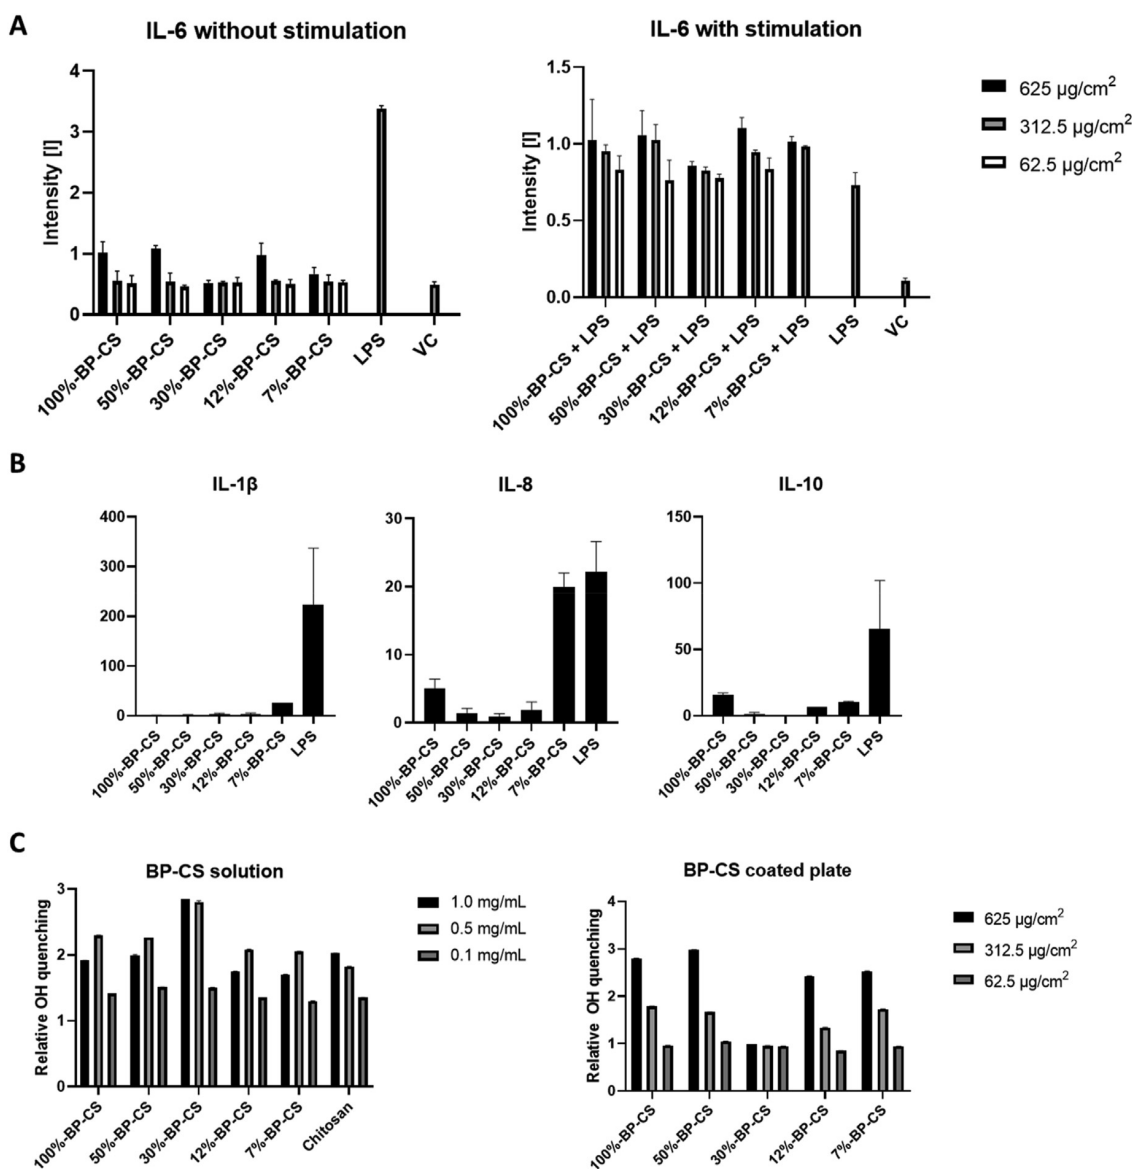 A
IL-6 without stimulation
Intensity [I]
4
3
2
1
0
100%-BP-CS
50%-BP-CS
30%-BP-CS
12%-BP-CS
7%-BP-CS
LPS
VC
IL-6 with stimulation
Intensity [I]
1.5
1.0
0.5
0.0
100%-BP-CS + LPS
50%-BP-CS + LPS
30%-BP-CS + LPS
12%-BP-CS + LPS
7%-BP-CS + LPS
LPS
VC
625 µg/cm²
312.5 µg/cm²
62.5 µg/cm²
B
IL-1β
400
300
200
100
0
100%-BP-CS
50%-BP-CS
30%-BP-CS
12%-BP-CS
7%-BP-CS
LPS
IL-8
30
20
10
0
100%-BP-CS
50%-BP-CS
30%-BP-CS
12%-BP-CS
7%-BP-CS
LPS
IL-10
150
100
50
0
100%-BP-CS
50%-BP-CS
30%-BP-CS
12%-BP-CS
7%-BP-CS
LPS
C
BP-CS solution
Relative OH quenching
3
2
1
0
100%-BP-CS
50%-BP-CS
30%-BP-CS
12%-BP-CS
7%-BP-CS
Chitosan
1.0 mg/mL
0.5 mg/mL
0.1 mg/mL
BP-CS coated plate
Relative OH quenching
4
3
2
1
0
100%-BP-CS
50%-BP-CS
30%-BP-CS
12%-BP-CS
7%-BP-CS
625 µg/cm²
312.5 µg/cm²
62.5 µg/cm²